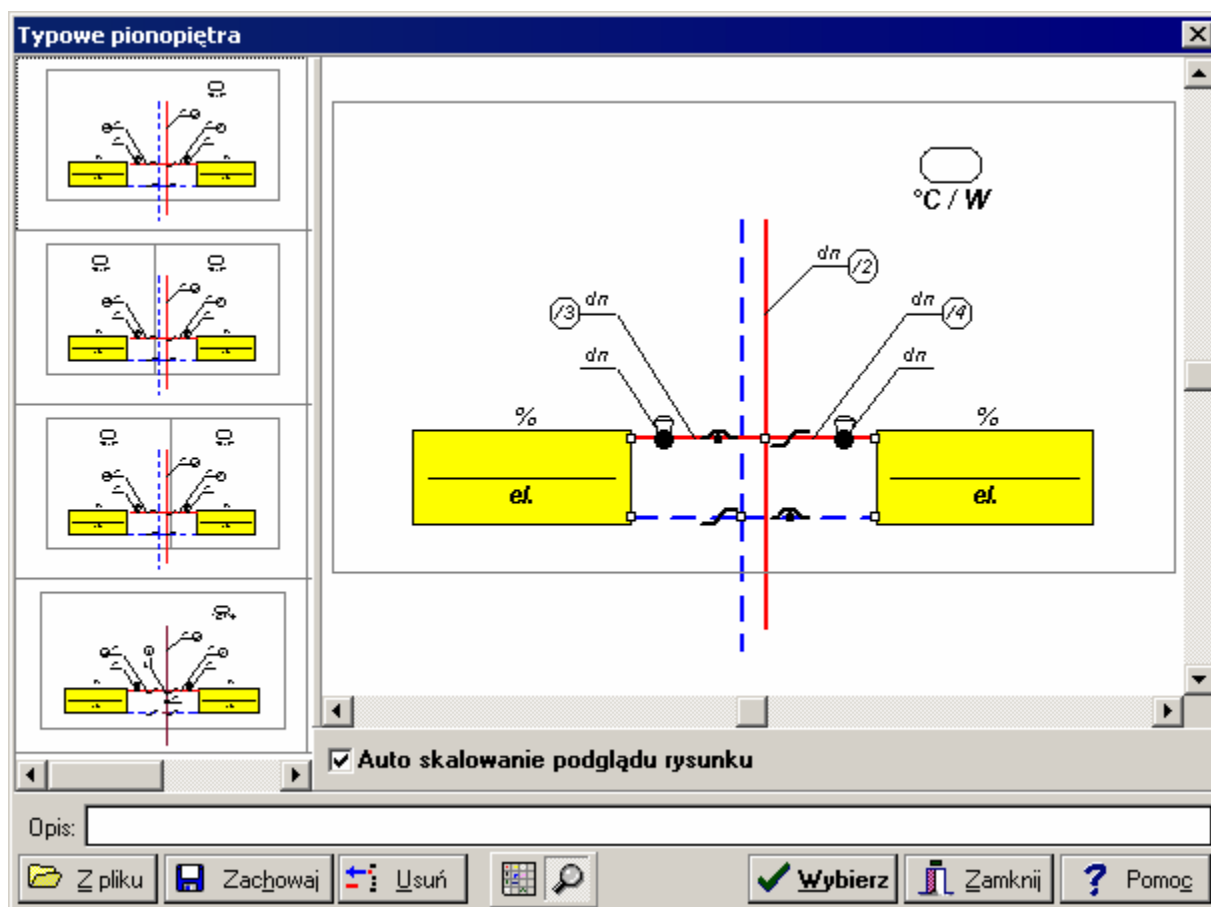 Typowe pionopiętra
°C / W
dn /2
/3 dn
dn /4
dn
dn
%
%
el.
el.
Auto skalowanie podglądu rysunku
Opis:
Z pliku
Zachowaj
Usuń
Wybierz
Zamknij
Pomoc